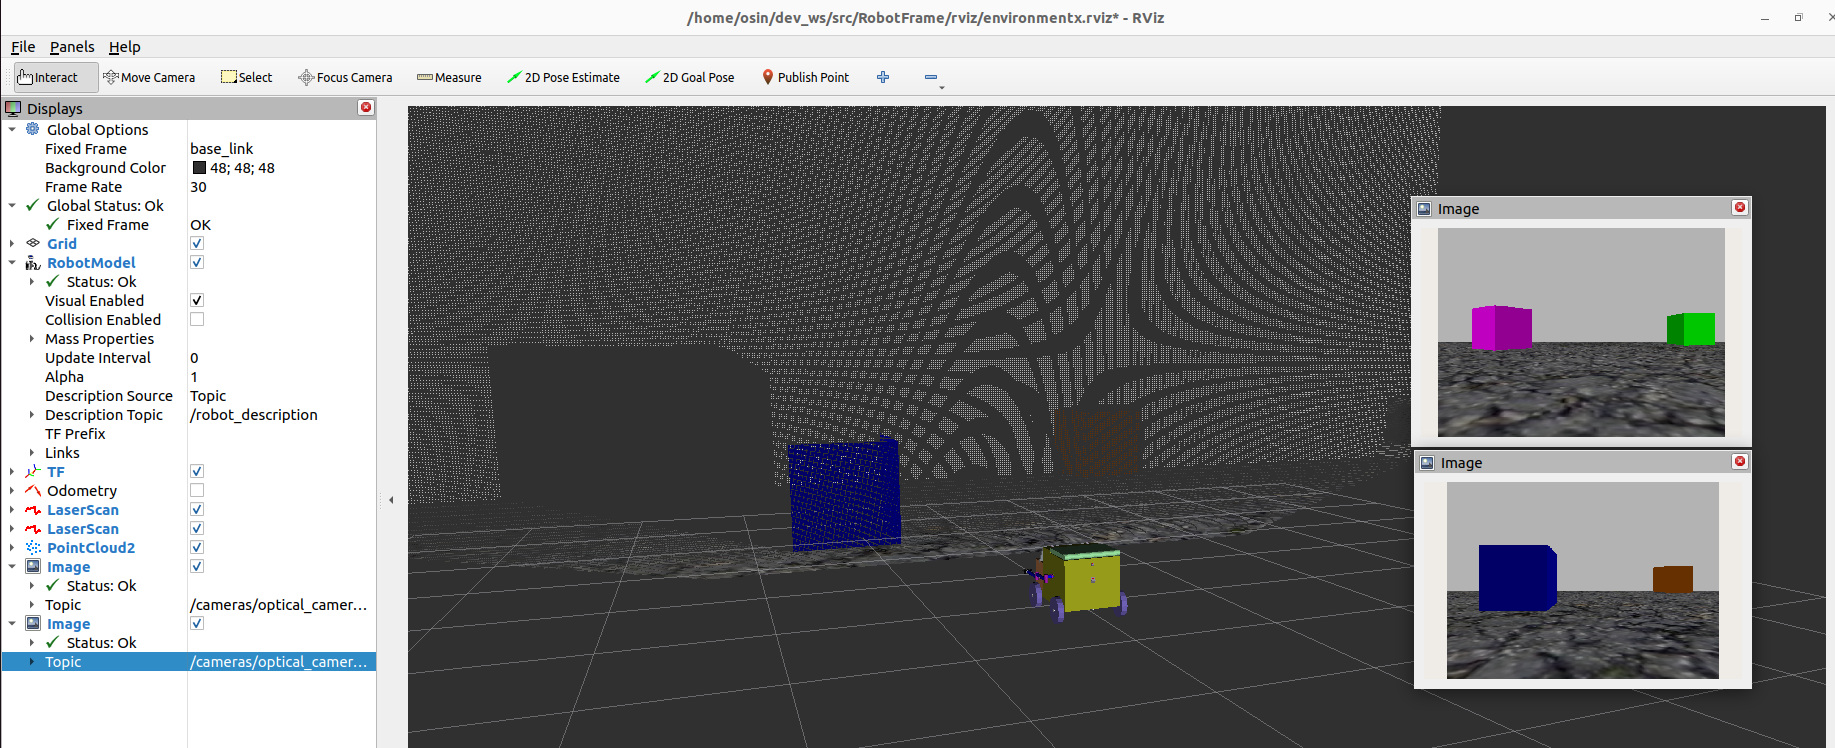 /home/osin/dev_ws/src/RobotFrame/rviz/environmentx.rviz* - RViz
File Panels Help
Interact Move Camera Select Focus Camera Measure 2D Pose Estimate 2D Goal Pose Publish Point
Displays
Global Options
Fixed Frame base_link
Background Color 48; 48; 48
Frame Rate 30
Global Status: Ok
Fixed Frame OK
Grid
RobotModel
Status: Ok
Visual Enabled
Collision Enabled
Mass Properties
Update Interval 0
Alpha 1
Description Source Topic
Description Topic /robot_description
TF Prefix
Links
TF
Odometry
LaserScan
LaserScan
PointCloud2
Image
Status: Ok
Topic /cameras/optical_camer...
Image
Status: Ok
Topic /cameras/optical_camer...
Image
Image